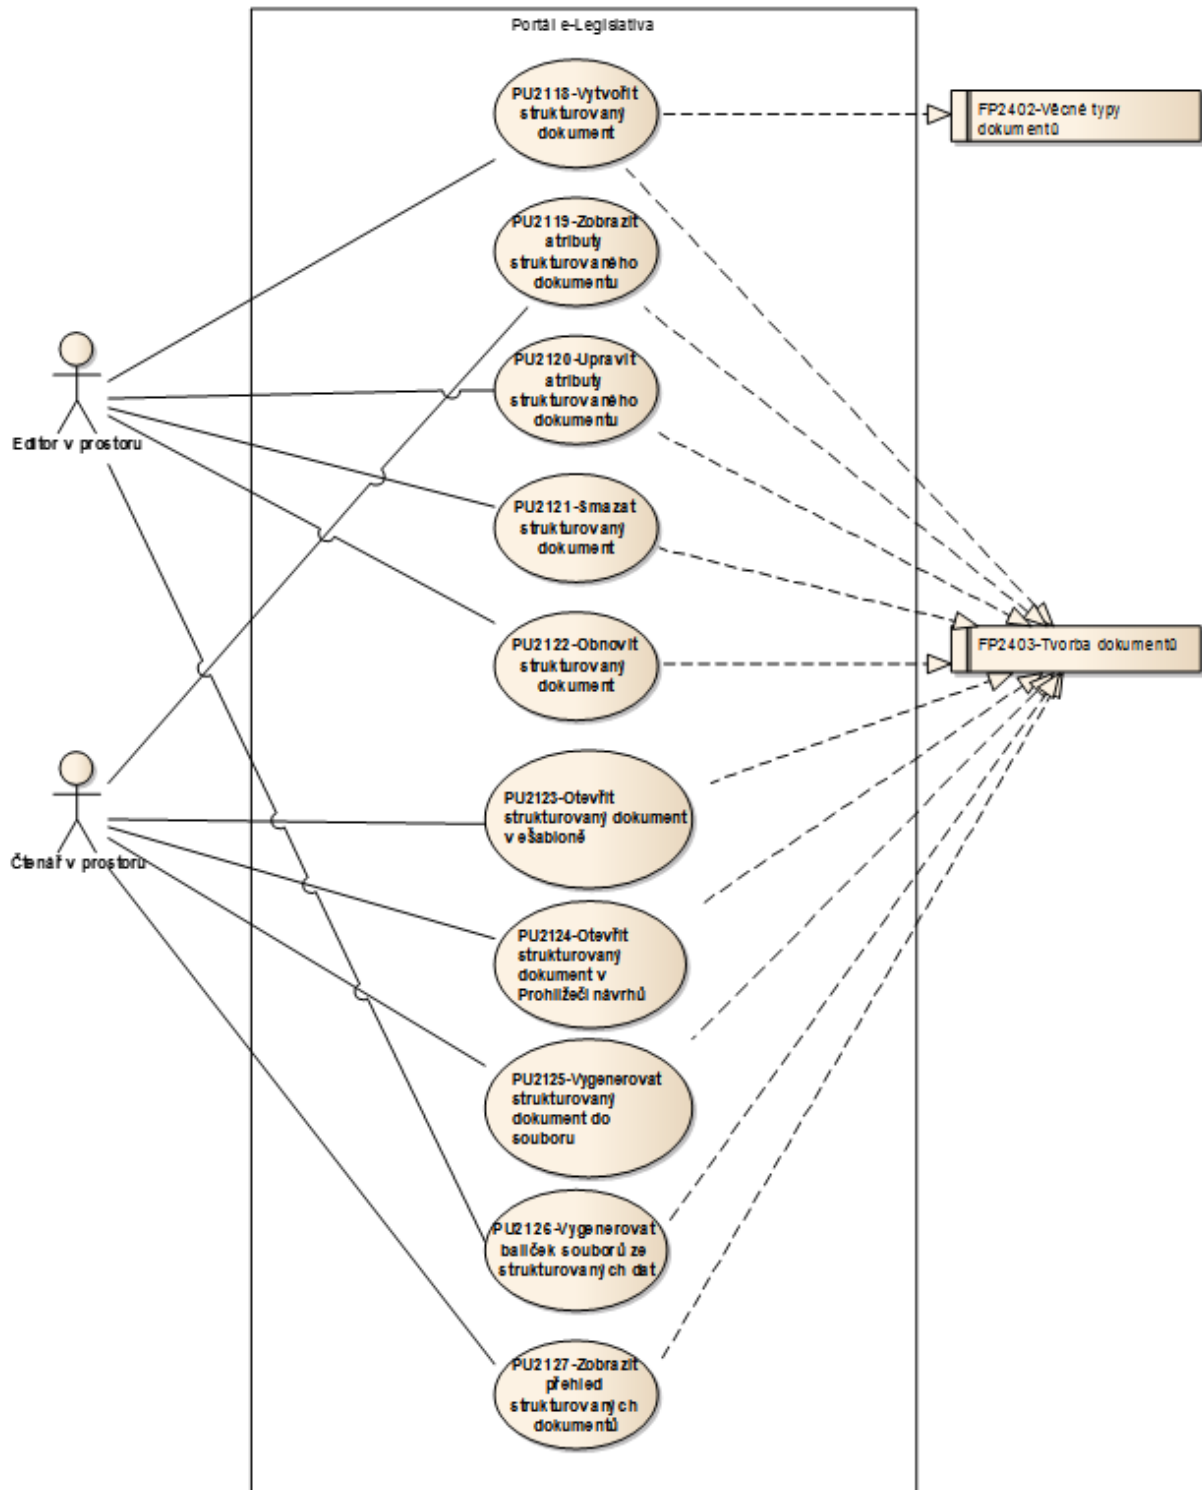 Portál e-Legislativa
PU2118-Vytvořit
strukturovaný
dokument
FP2402-Věcné typy
dokumentů
PU2119-Zobrazit
atributy
strukturovaného
dokumentu
PU2120-Upravit
atributy
strukturovaného
dokumentu
Editor v prostoru
PU2121-Smazat
strukturovaný
dokument
PU2122-Obnovit
strukturovaný
dokument
FP2403-Tvorba dokumentů
PU2123-Otevřít
strukturovaný dokument
v eŠabloně
Čtenář v prostoru
PU2124-Otevřít
strukturovaný
dokument v
Prohlížeči návrhů
PU2125-Vygenerovat
strukturovaný
dokument do
souboru
PU2126-Vygenerovat
balíček souborů ze
strukturovaných dat
PU2127-Zobrazit
přehled
strukturovaných
dokumentů